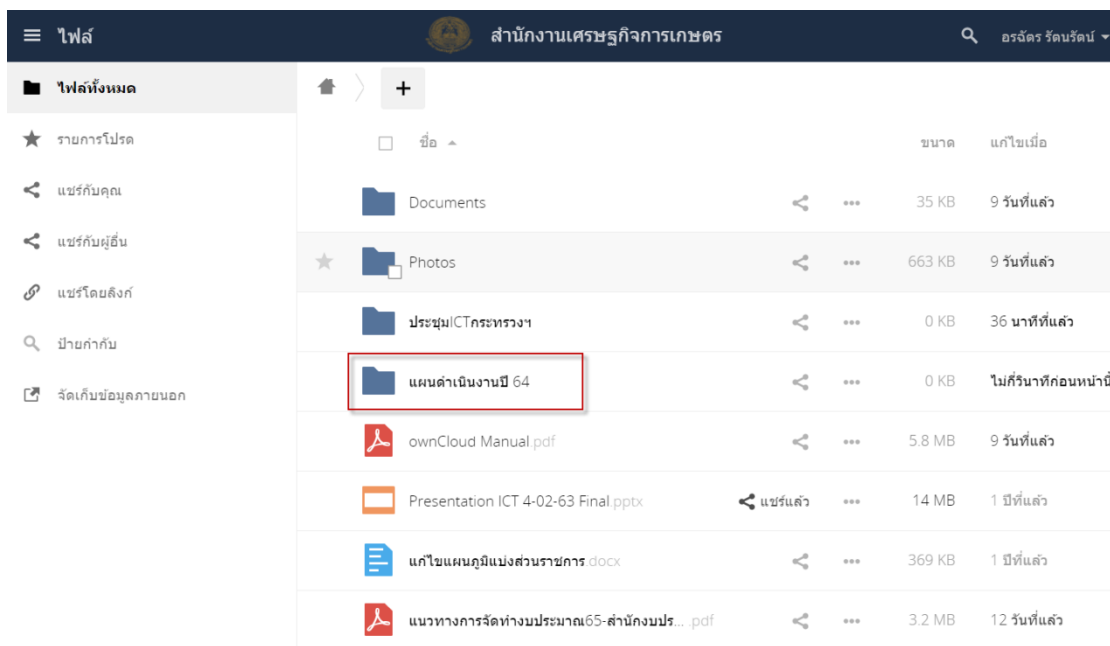 ไฟล์
สำนักงานเศรษฐกิจการเกษตร
อรฉัตร รัตนรัตน์
ไฟล์ทั้งหมด
รายการโปรด
แชร์กับคุณ
แชร์กับผู้อื่น
แชร์โดยลิงก์
ป้ายกำกับ
จัดเก็บข้อมูลภายนอก
ชื่อ ขนาด แก้ไขเมื่อ
Documents 35 KB 9 วันที่แล้ว
Photos 663 KB 9 วันที่แล้ว
ประชุมICTกระทรวงฯ 0 KB 36 นาทีที่แล้ว
แผนดำเนินงานปี 64 0 KB ไม่กี่วินาทีก่อนหน้านี้
ownCloud Manual.pdf 5.8 MB 9 วันที่แล้ว
Presentation ICT 4-02-63 Final.pptx แชร์แล้ว 14 MB 1 ปีที่แล้ว
แก้ไขแผนภูมิแบ่งส่วนราชการ.docx 369 KB 1 ปีที่แล้ว
แนวทางการจัดทำงบประมาณ65-สำนักงบปร... .pdf 3.2 MB 12 วันที่แล้ว